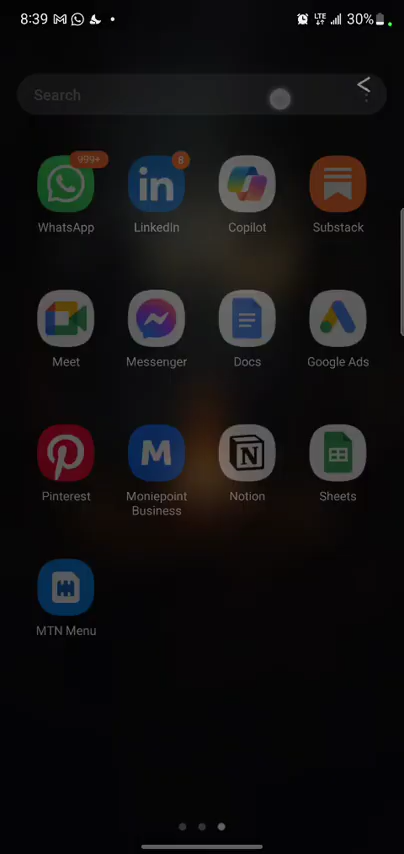 8:39 LTE 30%
Search
999+ 8
WhatsApp LinkedIn Copilot Substack
Meet Messenger Docs Google Ads
Pinterest Moniepoint Business Notion Sheets
MTN Menu